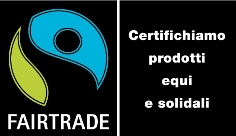 FAIRTRADE
Certifichiamo
prodotti
equi
e solidali